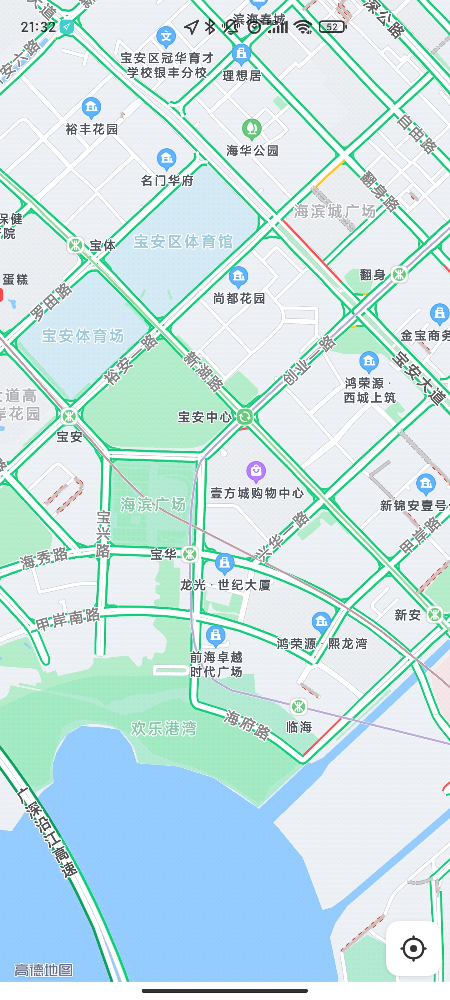 大道
深公路
滨海春城
21:32
HD
52
安六路
宝安区冠华育才
学校银丰分校
理想居
裕丰花园
海华公园
自由路
名门华府
翻身路
海滨城广场
保健
院
宝体
宝安区体育馆
蛋糕
翻身
尚都花园
罗田路
宝安体育场
金宝商务
裕安一路
新湖路
创业一路
宝安大道
鸿荣源·
西城上筑
大道高
岸花园
宝安中心
宝安
路
壹方城购物中心
海滨广场
新锦安壹号
宝兴路
兴华一路
甲岸路
海秀路
宝华
龙光·世纪大厦
甲岸南路
新安
鸿荣源·熙龙湾
前海卓越
时代广场
临海
海府路
欢乐港湾
广深沿江高速
高德地图